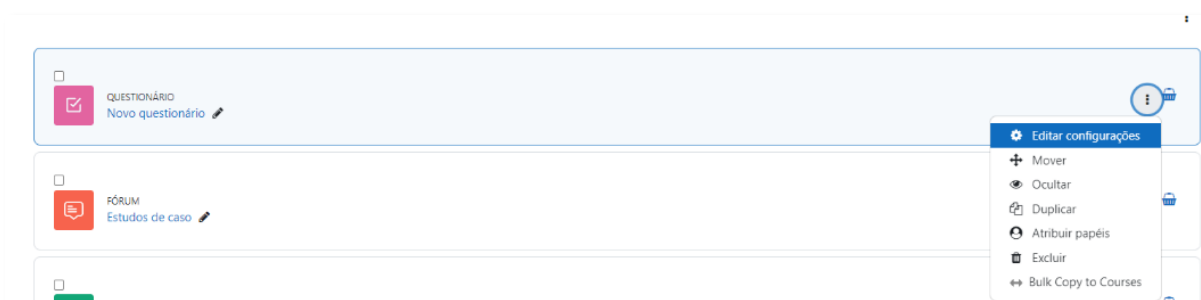 QUESTIONÁRIO
Novo questionário
Editar configurações
Mover
Ocultar
Duplicar
Atribuir papéis
Excluir
Bulk Copy to Courses
FÓRUM
Estudos de caso